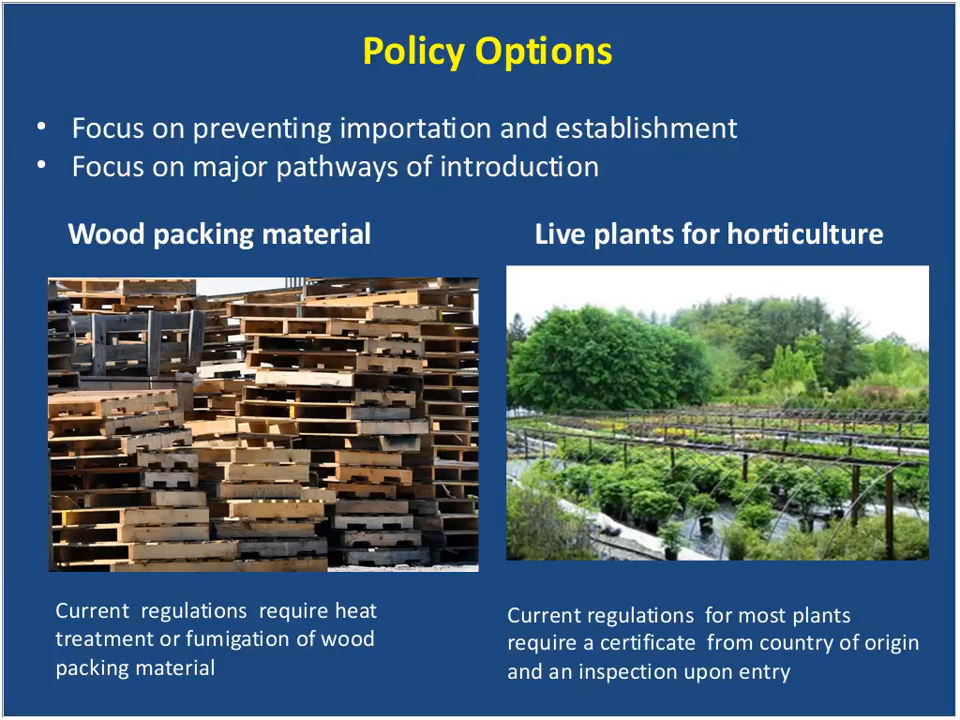 Policy Options
• Focus on preventing importation and establishment
• Focus on major pathways of introduction
Wood packing material
Live plants for horticulture
Current regulations require heat
treatment or fumigation of wood
packing material
Current regulations for most plants
require a certificate from country of origin
and an inspection upon entry